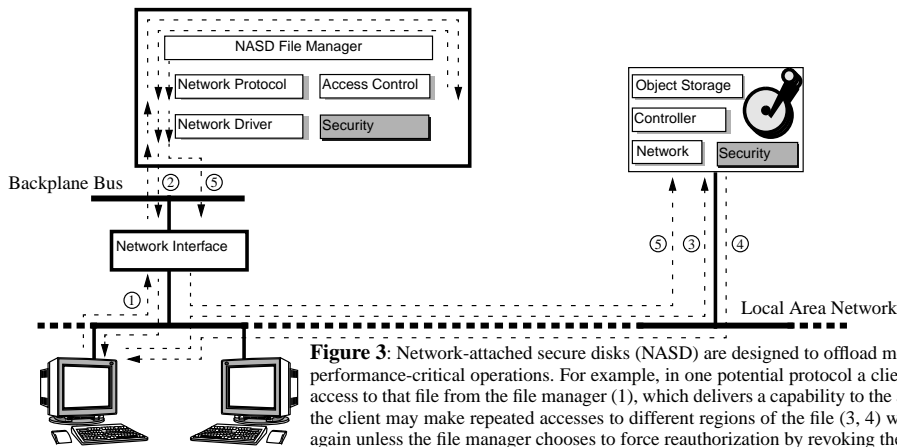 NASD File Manager
Network Protocol
Access Control
Network Driver
Security
Object Storage
Controller
Network
Security
Backplane Bus
②
⑤
Network Interface
⑤
③
④
①
Local Area Network
Figure 3: Network-attached secure disks (NASD) are designed to offload m
performance-critical operations. For example, in one potential protocol a clie
access to that file from the file manager (1), which delivers a capability to the
the client may make repeated accesses to different regions of the file (3, 4) w
again unless the file manager chooses to force reauthorization by revoking the